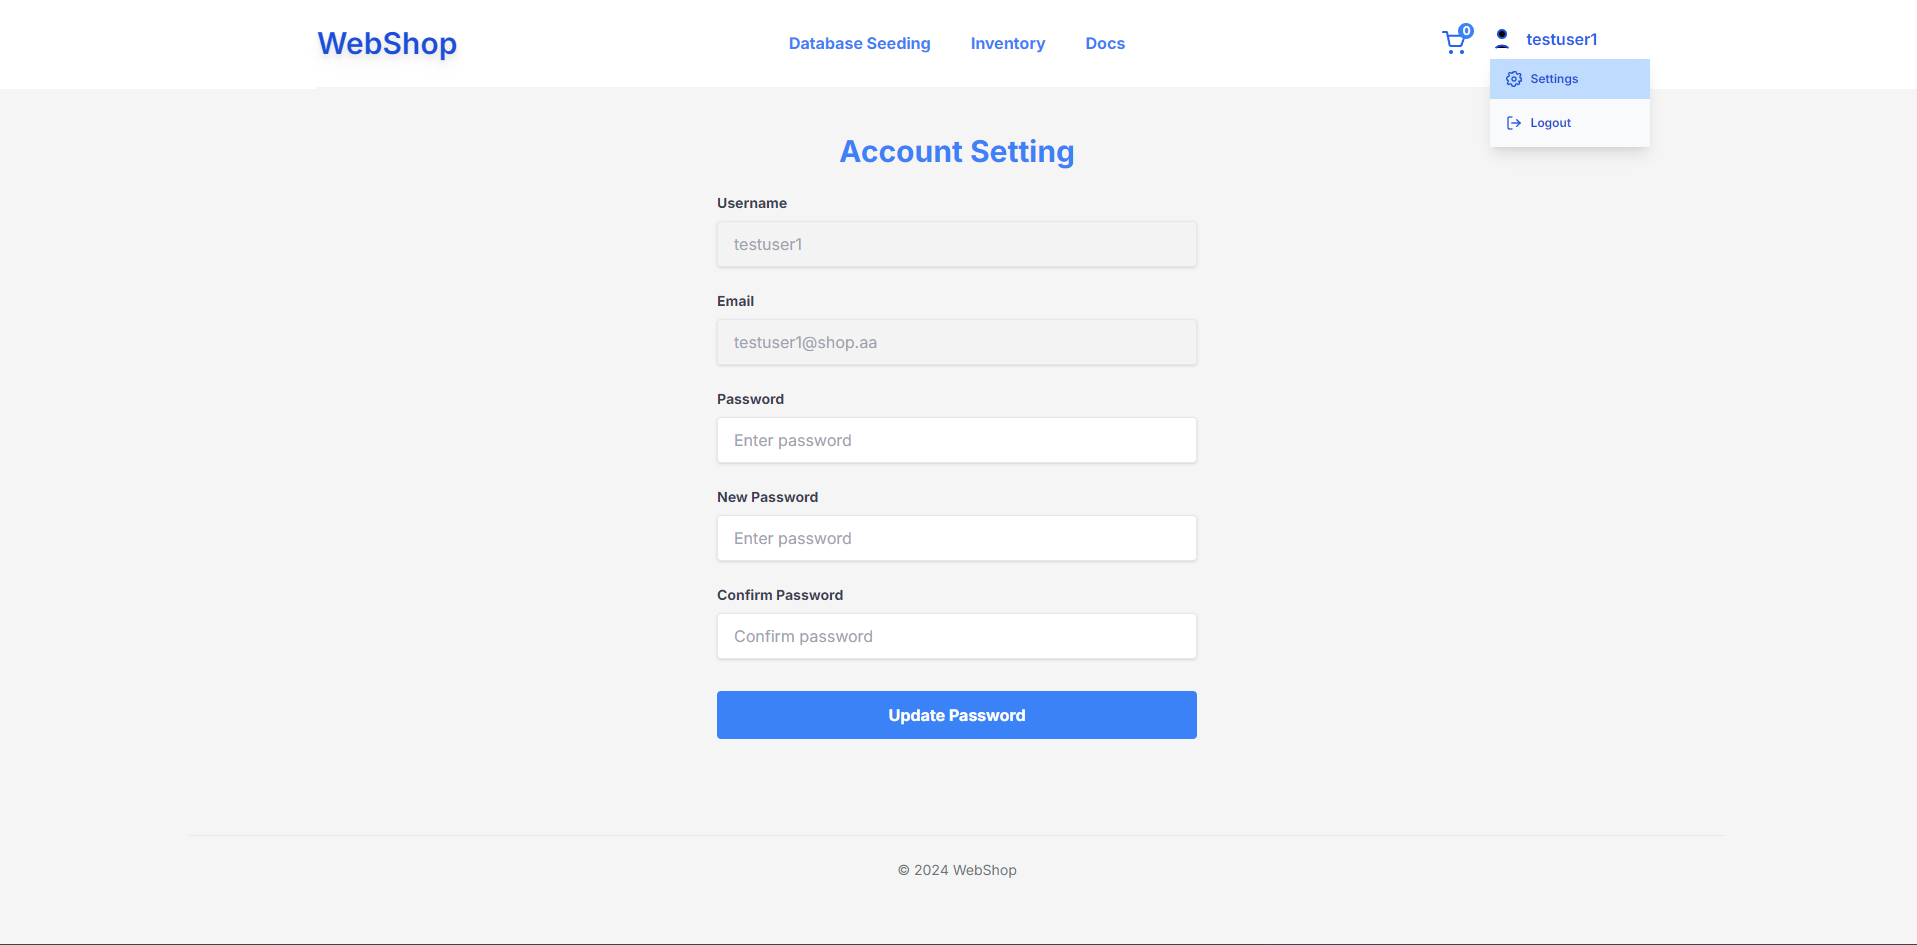 WebShop
Database Seeding
Inventory
Docs
0
testuser1
Settings
Logout
Account Setting
Username
testuser1
Email
testuser1@shop.aa
Password
Enter password
New Password
Enter password
Confirm Password
Confirm password
Update Password
© 2024 WebShop